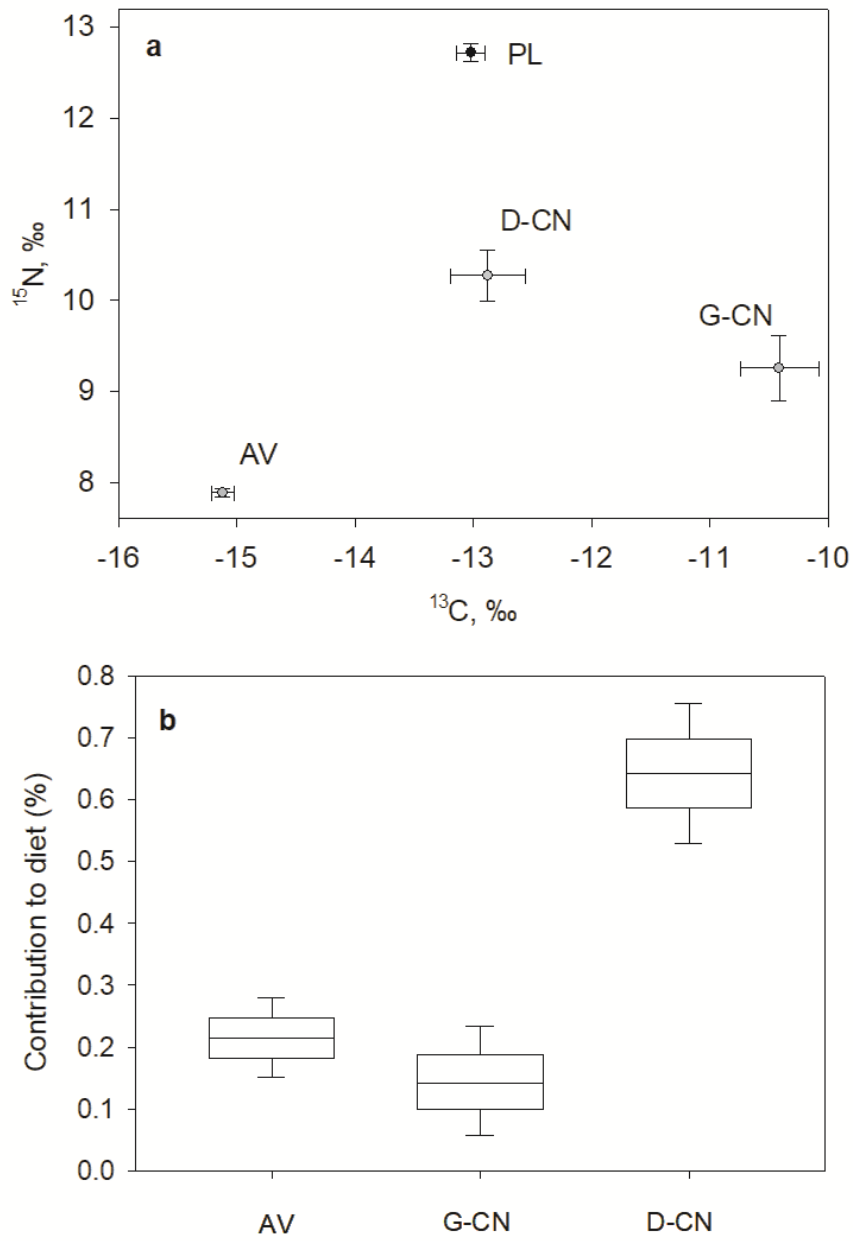 13
a
PL
12
11
D-CN
¹⁵N, ‰
10
G-CN
9
AV
8
-16 -15 -14 -13 -12 -11 -10
¹³C, ‰
0.8
b
0.7
0.6
0.5
Contribution to diet (%)
0.4
0.3
0.2
0.1
0.0
AV G-CN D-CN